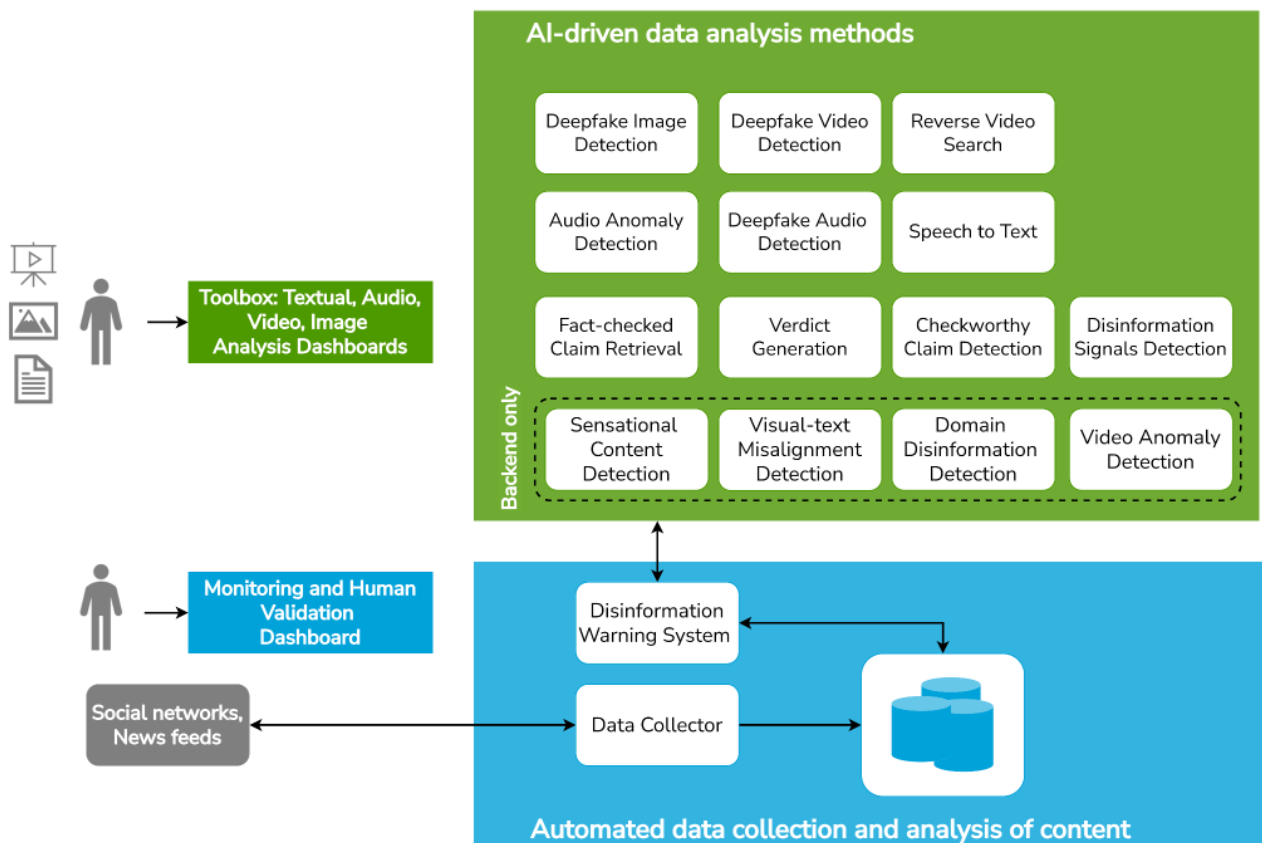 AI-driven data analysis methods
Deepfake Image
Detection
Deepfake Video
Detection
Reverse Video
Search
Audio Anomaly
Detection
Deepfake Audio
Detection
Speech to Text
Toolbox: Textual, Audio,
Video, Image
Analysis Dashboards
Fact-checked
Claim Retrieval
Verdict
Generation
Checkworthy
Claim Detection
Disinformation
Signals Detection
Backend only
Sensational
Content
Detection
Visual-text
Misalignment
Detection
Domain
Disinformation
Detection
Video Anomaly
Detection
Monitoring and Human
Validation
Dashboard
Disinformation
Warning System
Social networks,
News feeds
Data Collector
Automated data collection and analysis of content